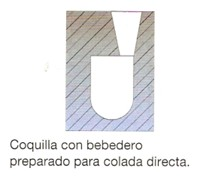 Coquilla con bebedero
preparado para colada directa.